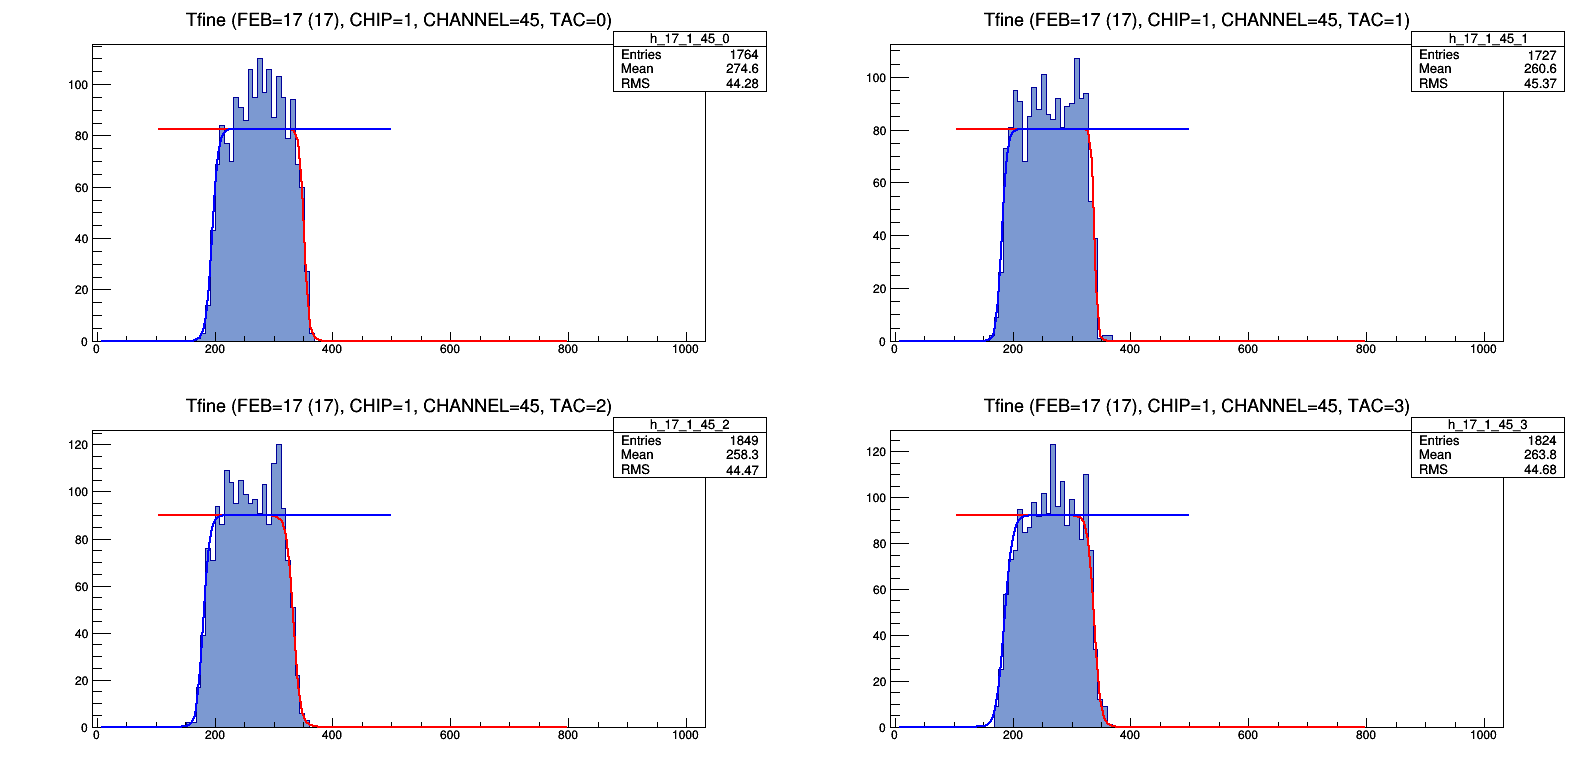 Tfine (FEB=17 (17), CHIP=1, CHANNEL=45, TAC=0)
h_17_1_45_0
Entries 1764
Mean 274.6
RMS 44.28
100
80
60
40
20
0
0 200 400 600 800 1000
Tfine (FEB=17 (17), CHIP=1, CHANNEL=45, TAC=1)
h_17_1_45_1
Entries 1727
Mean 260.6
RMS 45.37
100
80
60
40
20
0
0 200 400 600 800 1000
Tfine (FEB=17 (17), CHIP=1, CHANNEL=45, TAC=2)
h_17_1_45_2
Entries 1849
Mean 258.3
RMS 44.47
120
100
80
60
40
20
0
0 200 400 600 800 1000
Tfine (FEB=17 (17), CHIP=1, CHANNEL=45, TAC=3)
h_17_1_45_3
Entries 1824
Mean 263.8
RMS 44.68
120
100
80
60
40
20
0
0 200 400 600 800 1000